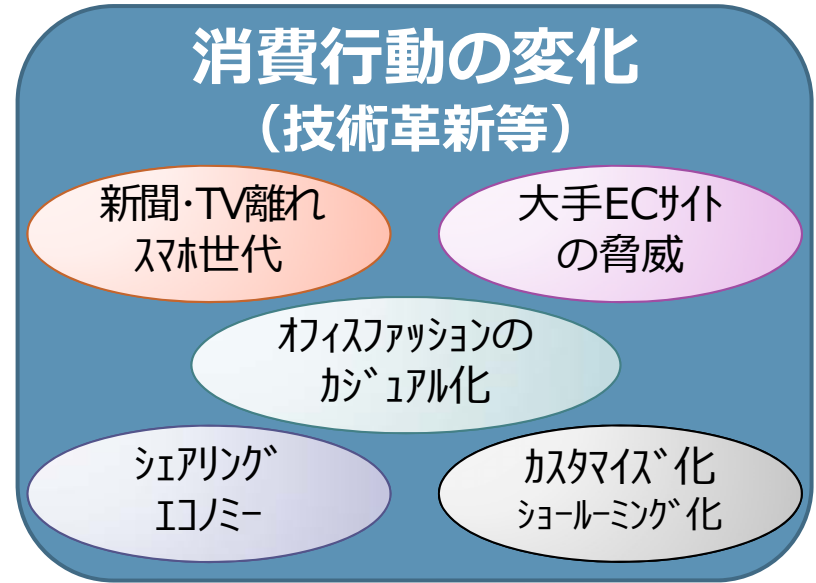 消費行動の変化
（技術革新等）
新聞･TV離れ
ｽﾏﾎ世代
大手ECｻｲﾄ
の脅威
ｵﾌｨｽﾌｧｯｼｮﾝの
ｶｼﾞｭｱﾙ化
ｼｪｱﾘﾝｸﾞ
ｴｺﾉﾐｰ
ｶｽﾀﾏｲｽﾞ化
ｼｮｰﾙｰﾐﾝｸﾞ化